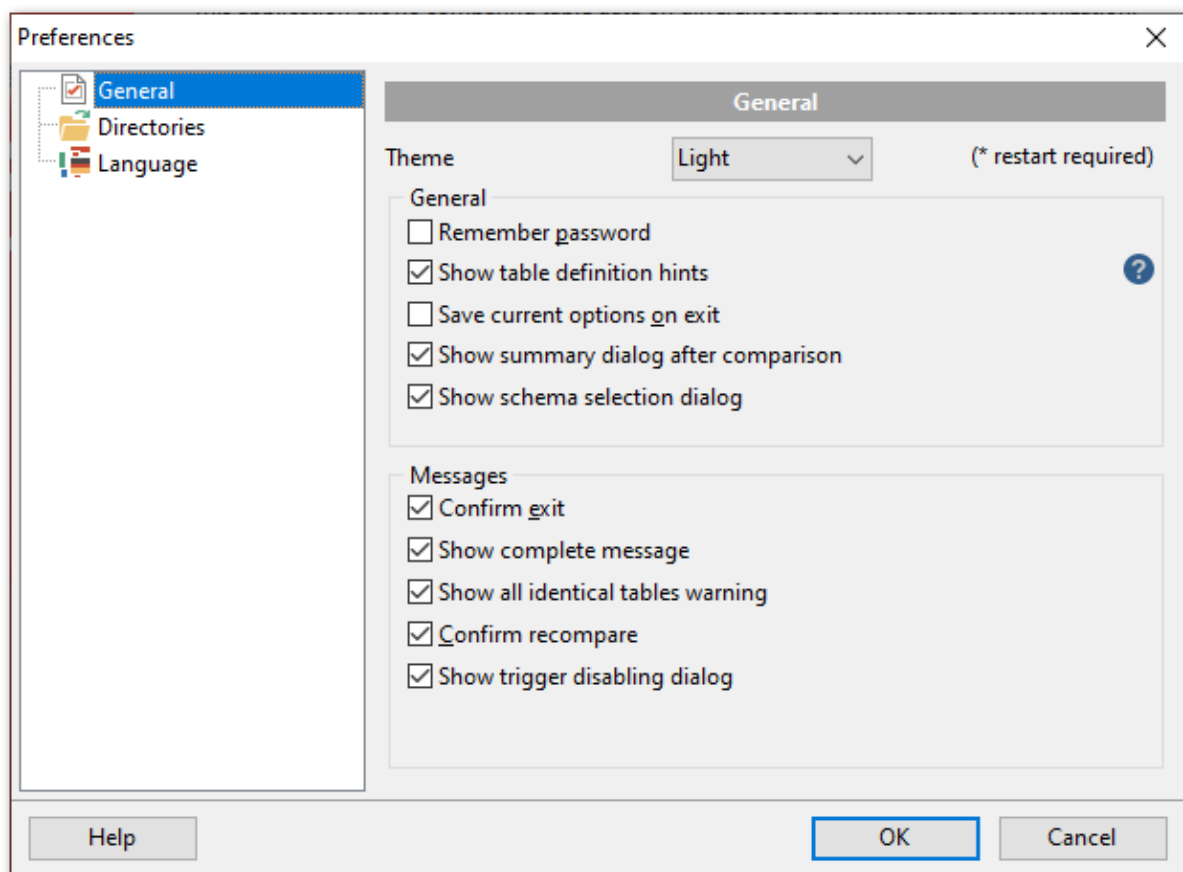 Preferences
General
Directories
Language
General
Theme
Light
(* restart required)
General
Remember password
Show table definition hints
?
Save current options on exit
Show summary dialog after comparison
Show schema selection dialog
Messages
Confirm exit
Show complete message
Show all identical tables warning
Confirm recompare
Show trigger disabling dialog
Help
OK
Cancel